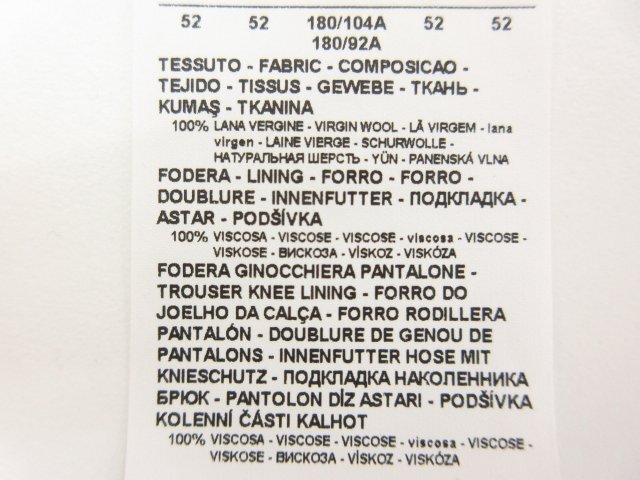 52 52 180/104A 52 52
180/92A
TESSUTO - FABRIC - COMPOSICAO -
TEJIDO - TISSUS - GEWEBE - ТКАНЬ -
KUMAŞ - TKANINA
100% LANA VERGINE - VIRGIN WOOL - LÃ VIRGEM - lana
virgen - LAINE VIERGE - SCHURWOLLE -
НАТУРАЛЬНАЯ ШЕРСТЬ - YÜN - PANENSKÁ VLNA
FODERA - LINING - FORRO - FORRO -
DOUBLURE - INNENFUTTER - ПОДКЛАДКА -
ASTAR - PODŠÍVKA
100% VISCOSA - VISCOSE - VISCOSE - viscosa - VISCOSE -
VISKOSE - ВИСКОЗА - VİSKOZ - VISKÓZA
FODERA GINOCCHIERA PANTALONE -
TROUSER KNEE LINING - FORRO DO
JOELHO DA CALÇA - FORRO RODILLERA
PANTALÓN - DOUBLURE DE GENOU DE
PANTALONS - INNENFUTTER HOSE MIT
KNIESCHUTZ - ПОДКЛАДКА НАКОЛЕННИКА
БРЮК - PANTOLON DİZ ASTARI - PODŠÍVKA
KOLENNÍ ČÁSTI KALHOT
100% VISCOSA - VISCOSE - VISCOSE - viscosa - VISCOSE -
VISKOSE - ВИСКОЗА - VİSKOZ - VISKÓZA